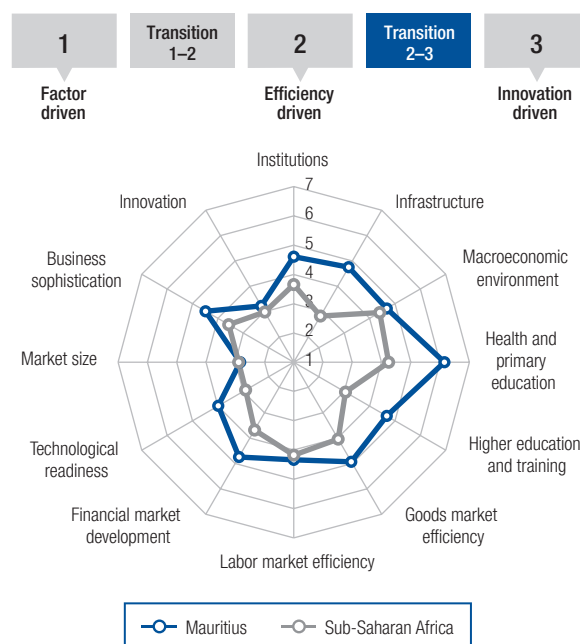 1
Transition
1–2
2
Transition
2–3
3
Factor
driven
Efficiency
driven
Innovation
driven
Institutions
7
Innovation
Infrastructure
6
5
Business
sophistication
Macroeconomic
environment
4
3
2
Market size
1
Health and
primary
education
Technological
readiness
Higher education
and training
Financial market
development
Goods market
efficiency
Labor market efficiency
Mauritius
Sub-Saharan Africa